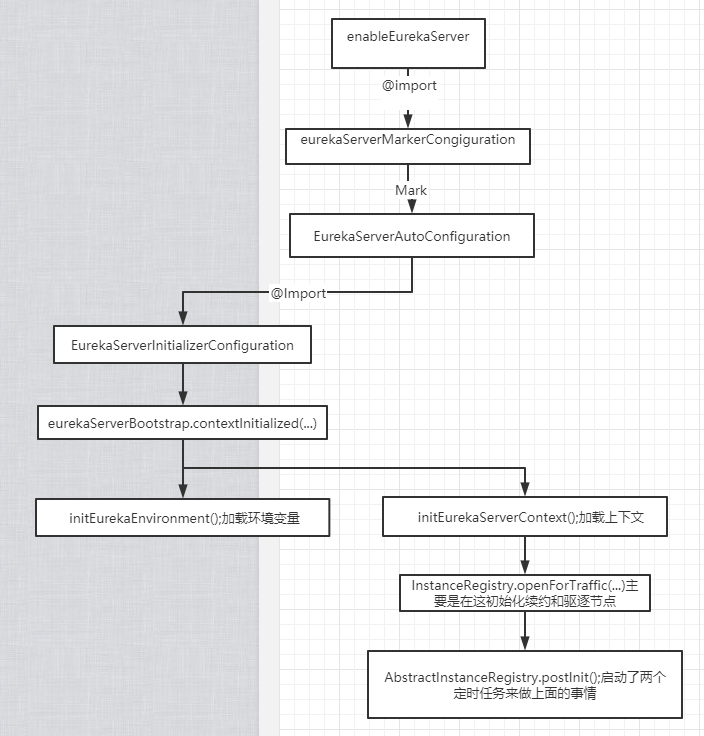 enableEurekaServer
@import
eurekaServerMarkerCongiguration
Mark
EurekaServerAutoConfiguration
@Import
EurekaServerInitializerConfiguration
eurekaServerBootstrap.contextInitialized(...)
initEurekaEnvironment();加载环境变量
initEurekaServerContext();加载上下文
InstanceRegistry.openForTraffic(...)主
要是在这初始化续约和驱逐节点
AbstractInstanceRegistry.postInit();启动了两个
定时任务来做上面的事情